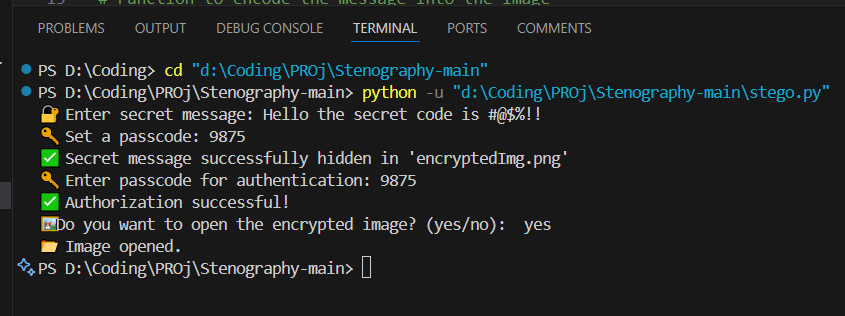 # Function to encode the message into the image
PROBLEMS OUTPUT DEBUG CONSOLE TERMINAL PORTS COMMENTS
PS D:\Coding> cd "d:\Coding\PROj\Stenography-main"
PS D:\Coding\PROj\Stenography-main> python -u "d:\Coding\PROj\Stenography-main\stego.py"
🔐 Enter secret message: Hello the secret code is #@$%!!
🔑 Set a passcode: 9875
✅ Secret message successfully hidden in 'encryptedImg.png'
🔑 Enter passcode for authentication: 9875
✅ Authorization successful!
🖼️Do you want to open the encrypted image? (yes/no):  yes
📂 Image opened.
PS D:\Coding\PROj\Stenography-main>